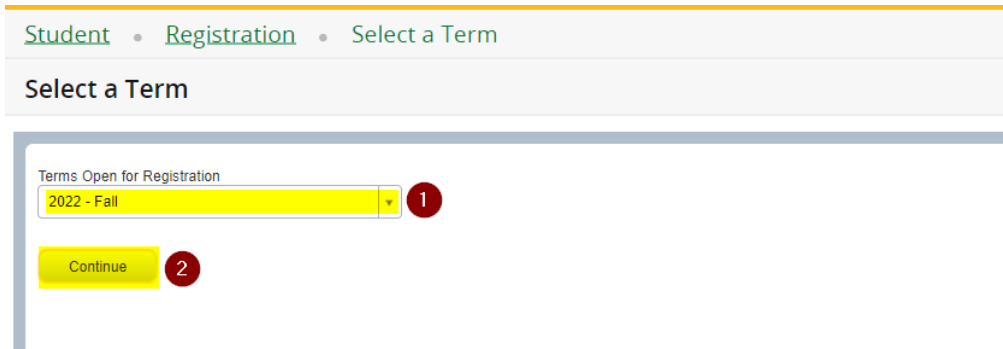 Student • Registration • Select a Term
Select a Term
Terms Open for Registration
2022 - Fall 1
Continue 2